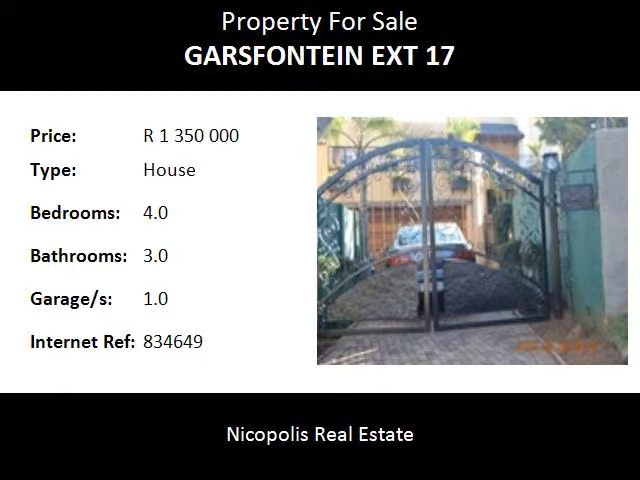 Property For Sale
GARSFONTEIN EXT 17
Price: R 1 350 000
Type: House
Bedrooms: 4.0
Bathrooms: 3.0
Garage/s: 1.0
Internet Ref: 834649
Nicopolis Real Estate